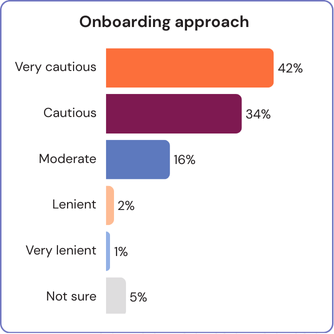 Onboarding approach
Very cautious 42%
Cautious 34%
Moderate 16%
Lenient 2%
Very lenient 1%
Not sure 5%